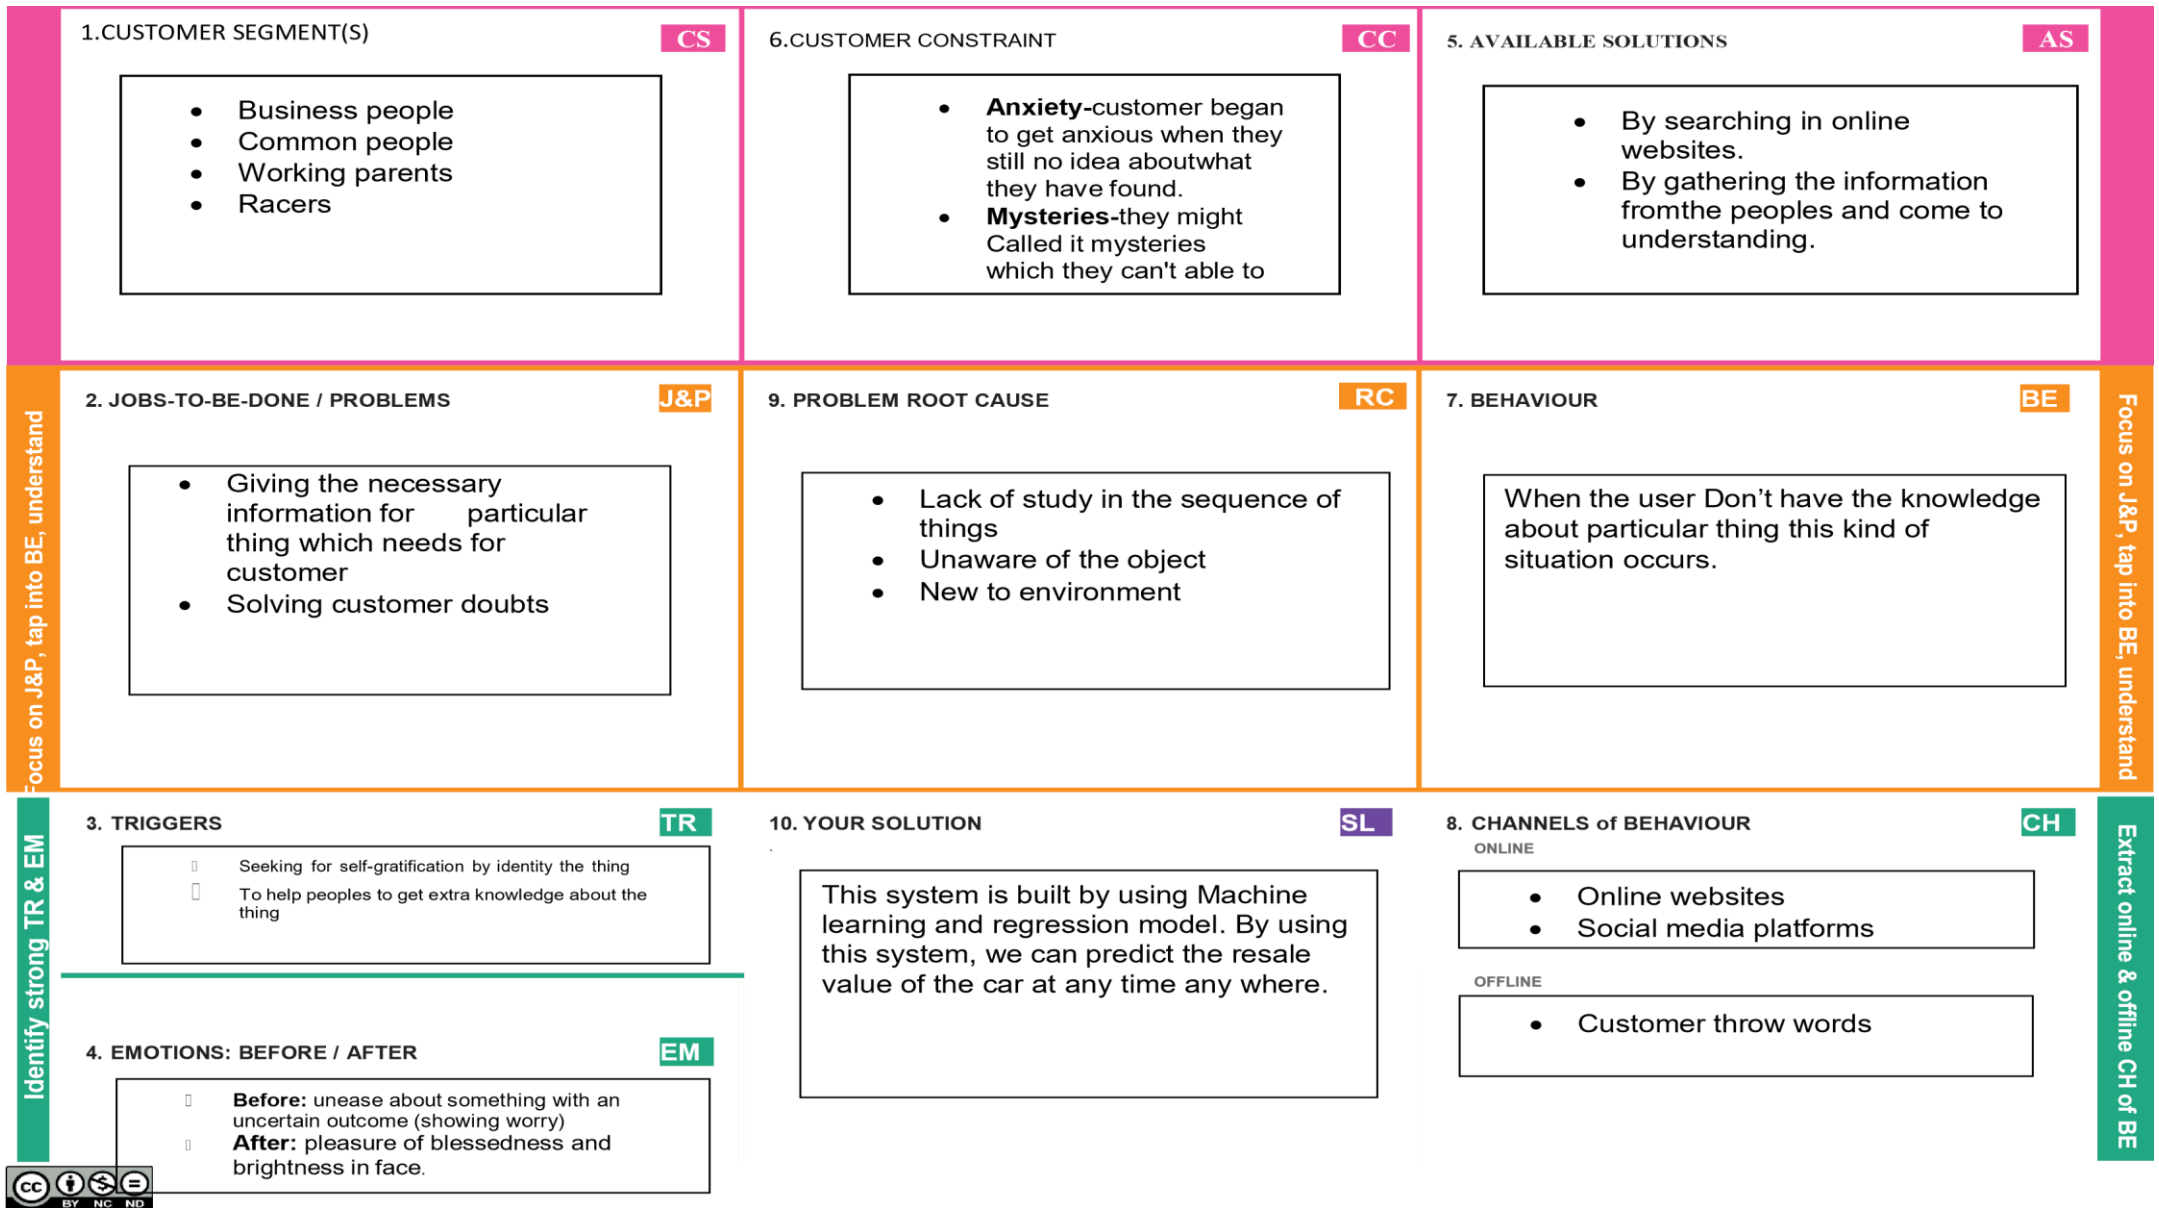 1.CUSTOMER SEGMENT(S)
CS
Business people
Common people
Working parents
Racers
6.CUSTOMER CONSTRAINT
CC
Anxiety-customer began
to get anxious when they
still no idea aboutwhat
they have found.
Mysteries-they might
Called it mysteries
which they can't able to
5. AVAILABLE SOLUTIONS
AS
By searching in online
websites.
By gathering the information
fromthe peoples and come to
understanding.
Focus on J&P, tap into BE, understand
2. JOBS-TO-BE-DONE / PROBLEMS
J&P
Giving the necessary
information for particular
thing which needs for
customer
Solving customer doubts
9. PROBLEM ROOT CAUSE
RC
Lack of study in the sequence of
things
Unaware of the object
New to environment
7. BEHAVIOUR
BE
When the user Don’t have the knowledge
about particular thing this kind of
situation occurs.
Focus on J&P, tap into BE, understand
Identify strong TR & EM
3. TRIGGERS
TR
Seeking for self-gratification by identity the thing
To help peoples to get extra knowledge about the
thing
4. EMOTIONS: BEFORE / AFTER
EM
Before: unease about something with an
uncertain outcome (showing worry)
After: pleasure of blessedness and
brightness in face.
10. YOUR SOLUTION
SL
.
This system is built by using Machine
learning and regression model. By using
this system, we can predict the resale
value of the car at any time any where.
8. CHANNELS of BEHAVIOUR
CH
ONLINE
Online websites
Social media platforms
OFFLINE
Customer throw words
Extract online & offline CH of BE
cc
BY NC ND